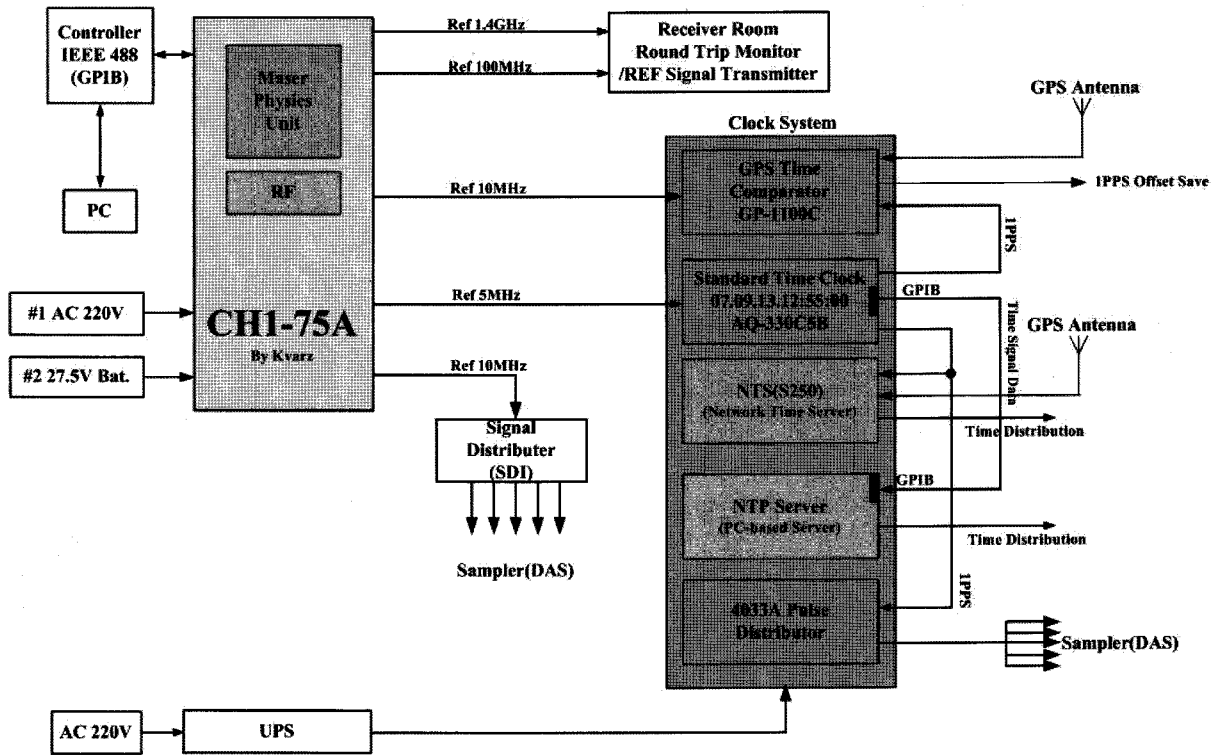 Controller
IEEE 488
(GPIB)
PC
#1 AC 220V
#2 27.5V Bat.
Maser
Physics
Unit
RF
CH1-75A
By Kvarz
Ref 1.4GHz
Ref 100MHz
Receiver Room
Round Trip Monitor
/REF Signal Transmitter
Ref 10MHz
Ref 5MHz
Ref 10MHz
Signal
Distributer
(SDI)
Sampler(DAS)
Clock System
GPS Time
Comparator
GP-1100C
Standard Time Clock
07.09.13.12:55:00
AQ-330C5B
NTS(S250)
(Network Time Server)
NTP Server
(PC-based Server)
4033A Pulse
Distributor
GPS Antenna
1PPS Offset Save
1PPS
GPIB
Time Signal Data
GPS Antenna
Time Distribution
GPIB
Time Distribution
1PPS
Sampler(DAS)
AC 220V
UPS